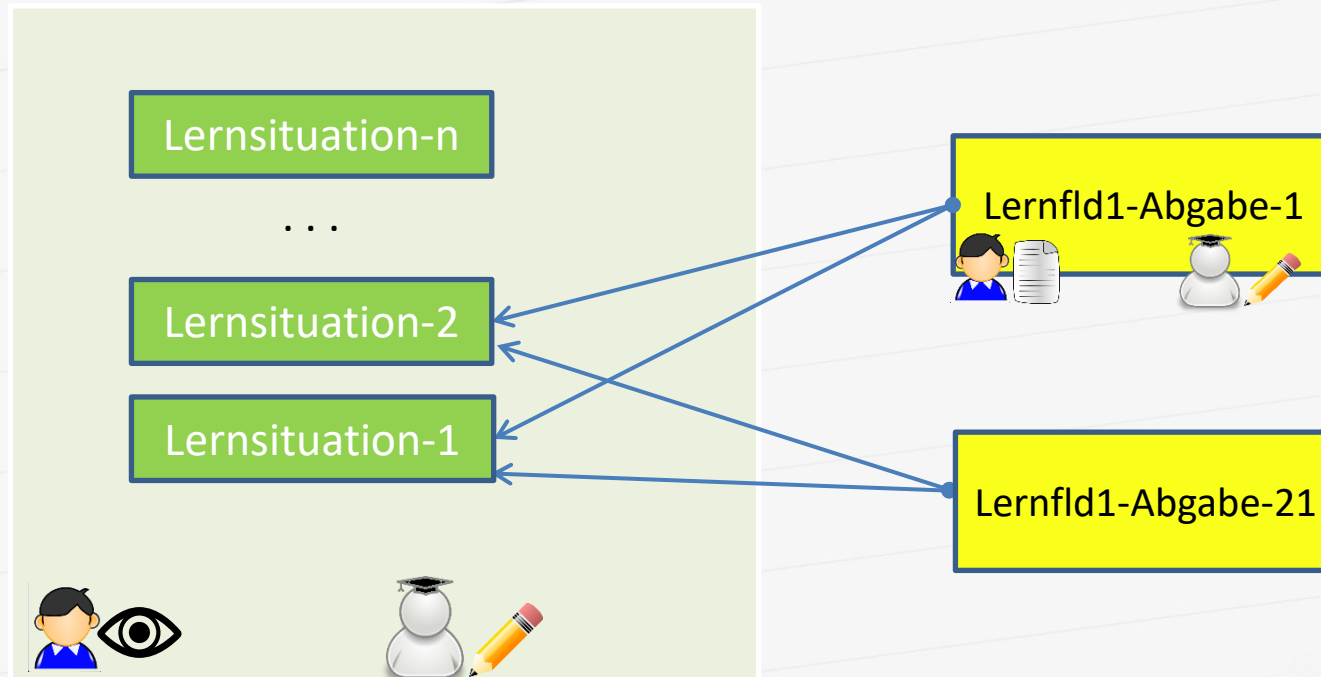 Lernsituation-n
...
Lernsituation-2
Lernsituation-1
Lernfld1-Abgabe-1
Lernfld1-Abgabe-21